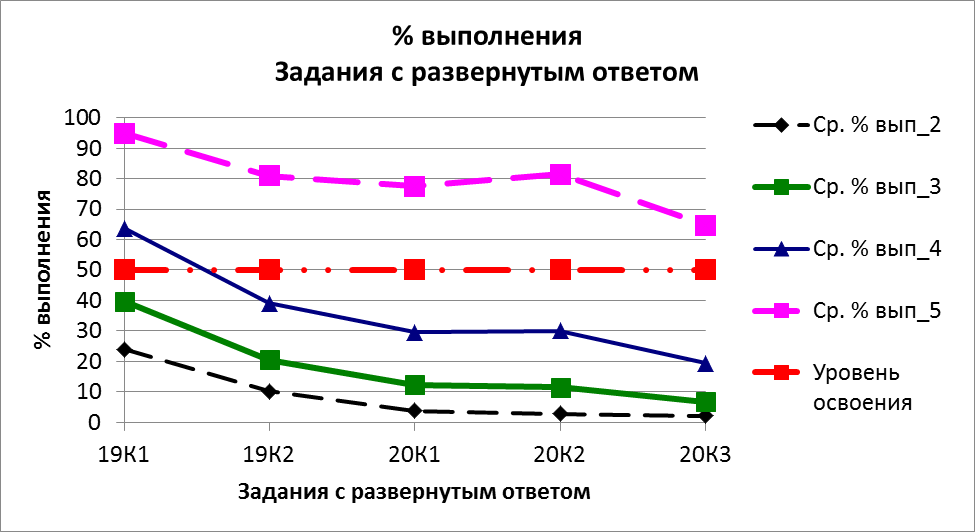 % выполнения
Задания с развернутым ответом
100
90
80
70
60
50
40
30
20
10
0
% выполнения
19К1 19К2 20К1 20К2 20К3
Задания с развернутым ответом
Ср. % вып_2
Ср. % вып_3
Ср. % вып_4
Ср. % вып_5
Уровень
освоения